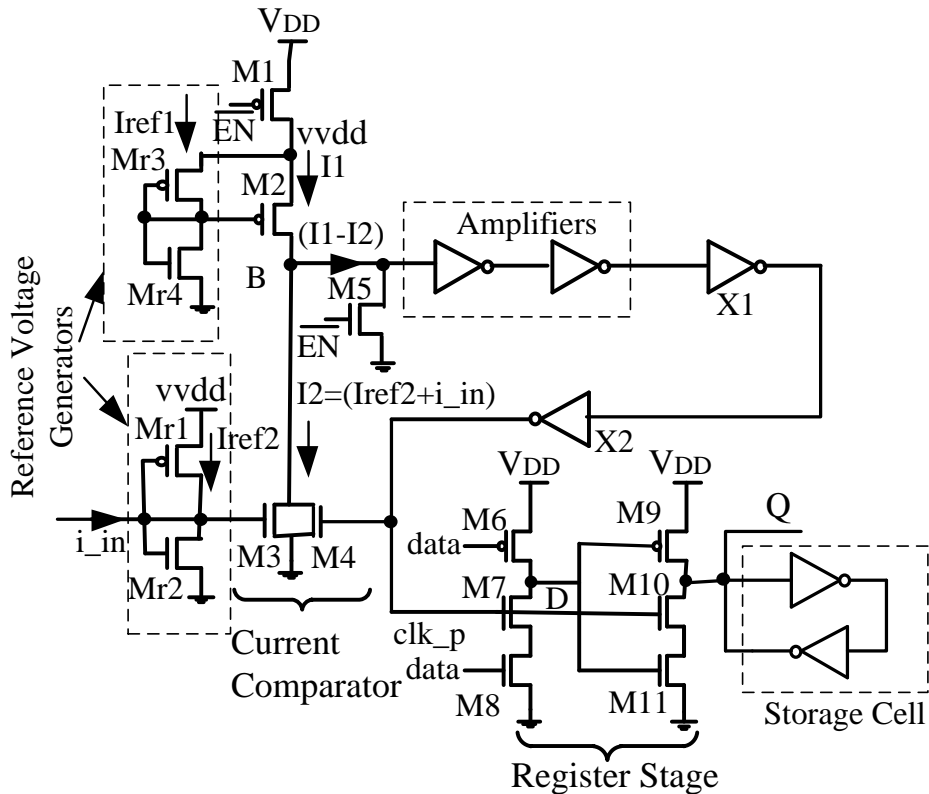 VDD
M1
EN
vvdd
Iref1
I1
Mr3
M2
(I1-I2)
Amplifiers
B
M5
X1
Mr4
EN
Reference Voltage
Generators
vvdd
I2=(Iref2+i_in)
Mr1
Iref2
X2
VDD
VDD
M6
M9
Q
data
i_in
M3
M4
Mr2
M7
D
M10
clk_p
Current
Comparator
data
M8
M11
Storage Cell
Register Stage